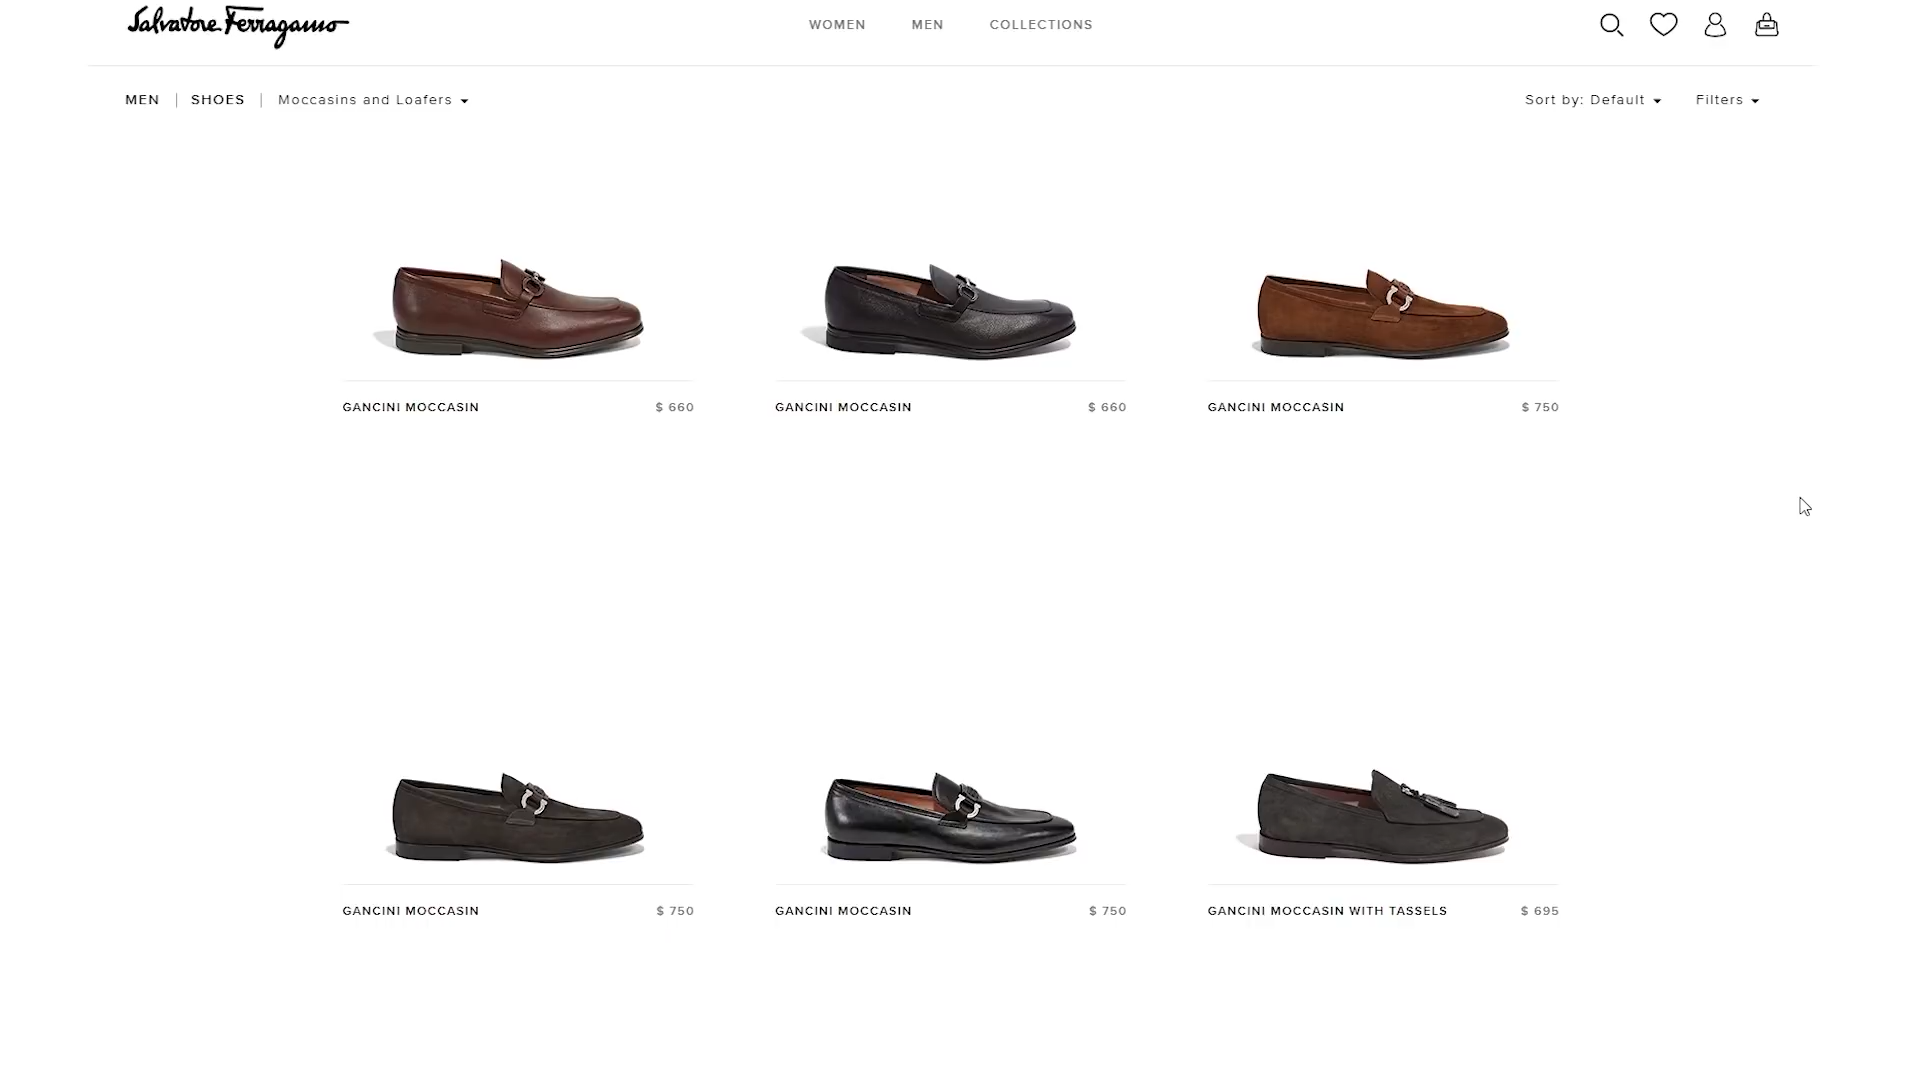 Salvatore Ferragamo
WOMEN MEN COLLECTIONS
MEN | SHOES | Moccasins and Loafers
Sort by: Default Filters
GANCINI MOCCASIN $ 660
GANCINI MOCCASIN $ 660
GANCINI MOCCASIN $ 750
GANCINI MOCCASIN $ 750
GANCINI MOCCASIN $ 750
GANCINI MOCCASIN WITH TASSELS $ 695